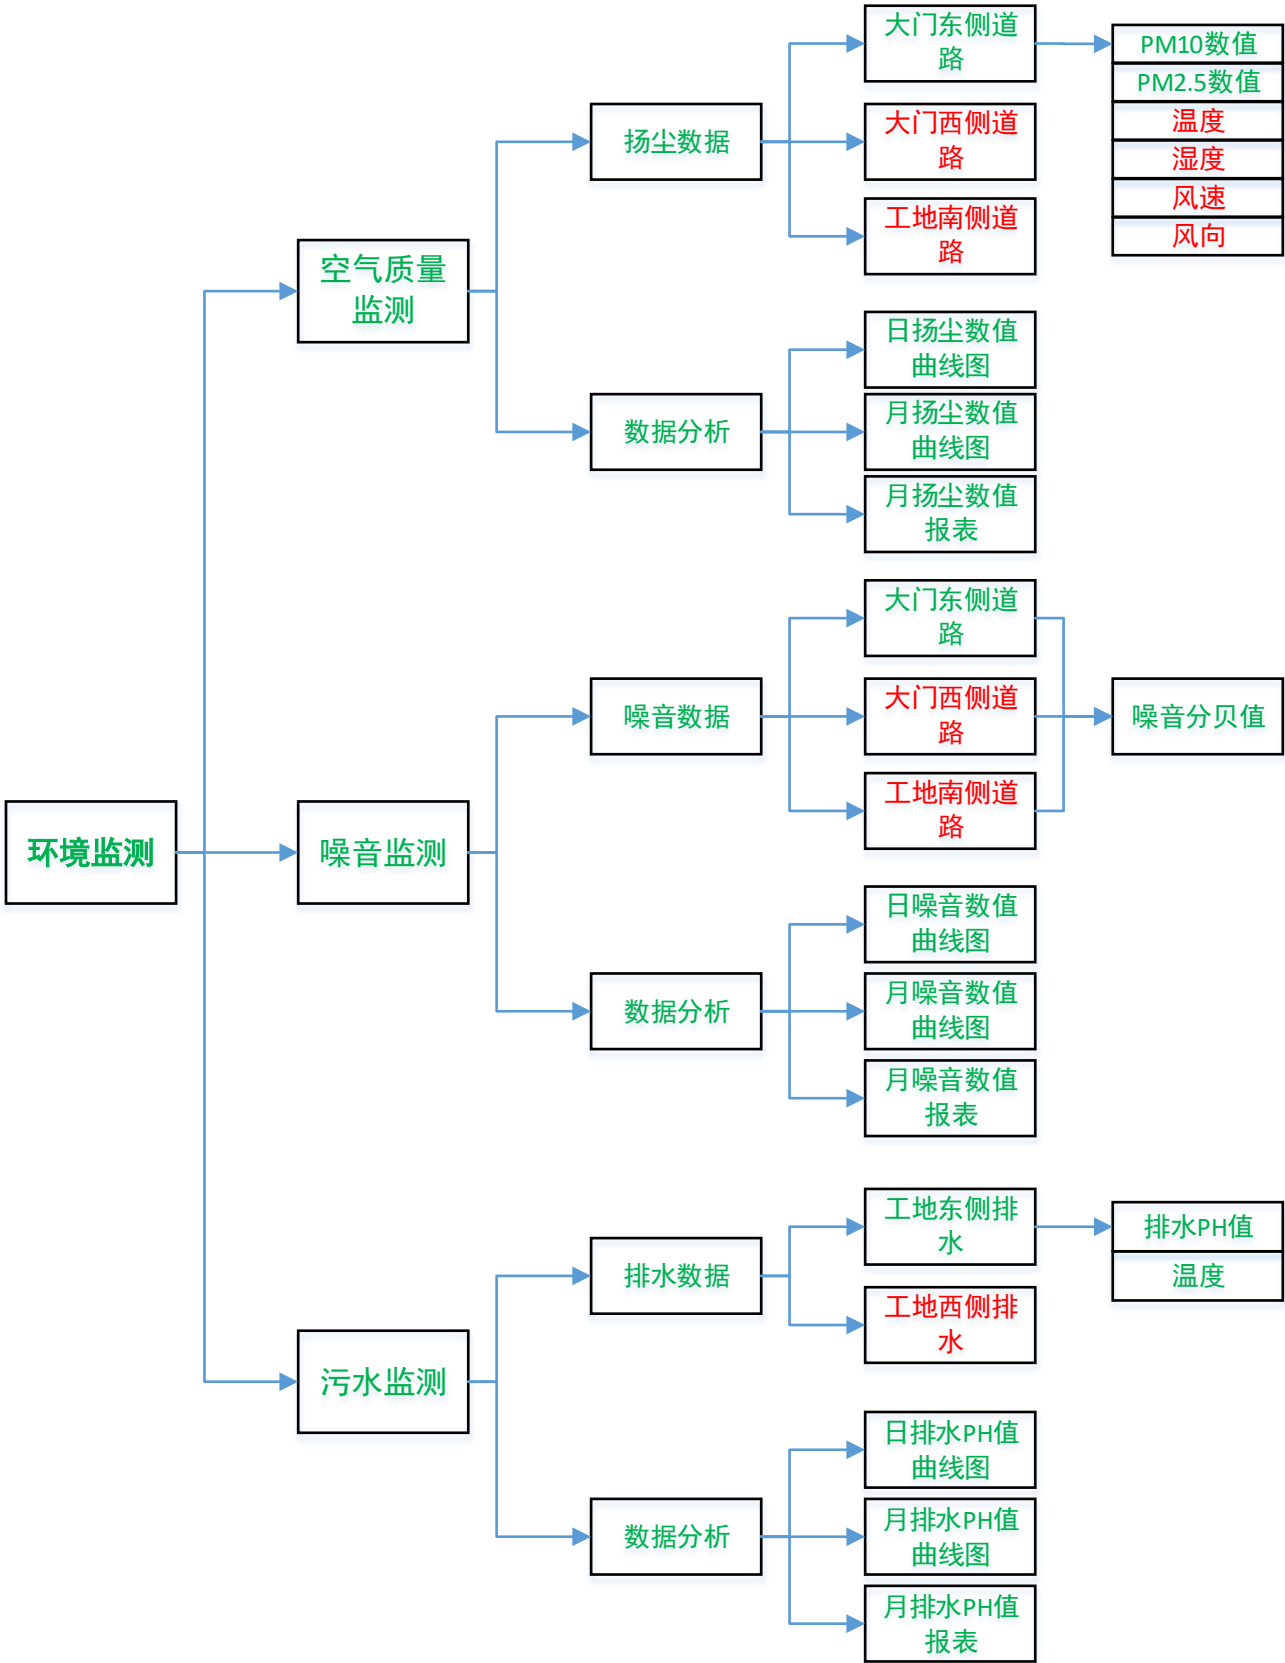 环境监测
空气质量
监测
扬尘数据
大门东侧道
路
PM10数值
PM2.5数值
温度
湿度
风速
风向
大门西侧道
路
工地南侧道
路
数据分析
日扬尘数值
曲线图
月扬尘数值
曲线图
月扬尘数值
报表
噪音监测
噪音数据
大门东侧道
路
大门西侧道
路
工地南侧道
路
噪音分贝值
数据分析
日噪音数值
曲线图
月噪音数值
曲线图
月噪音数值
报表
污水监测
排水数据
工地东侧排
水
排水PH值
温度
工地西侧排
水
数据分析
日排水PH值
曲线图
月排水PH值
曲线图
月排水PH值
报表